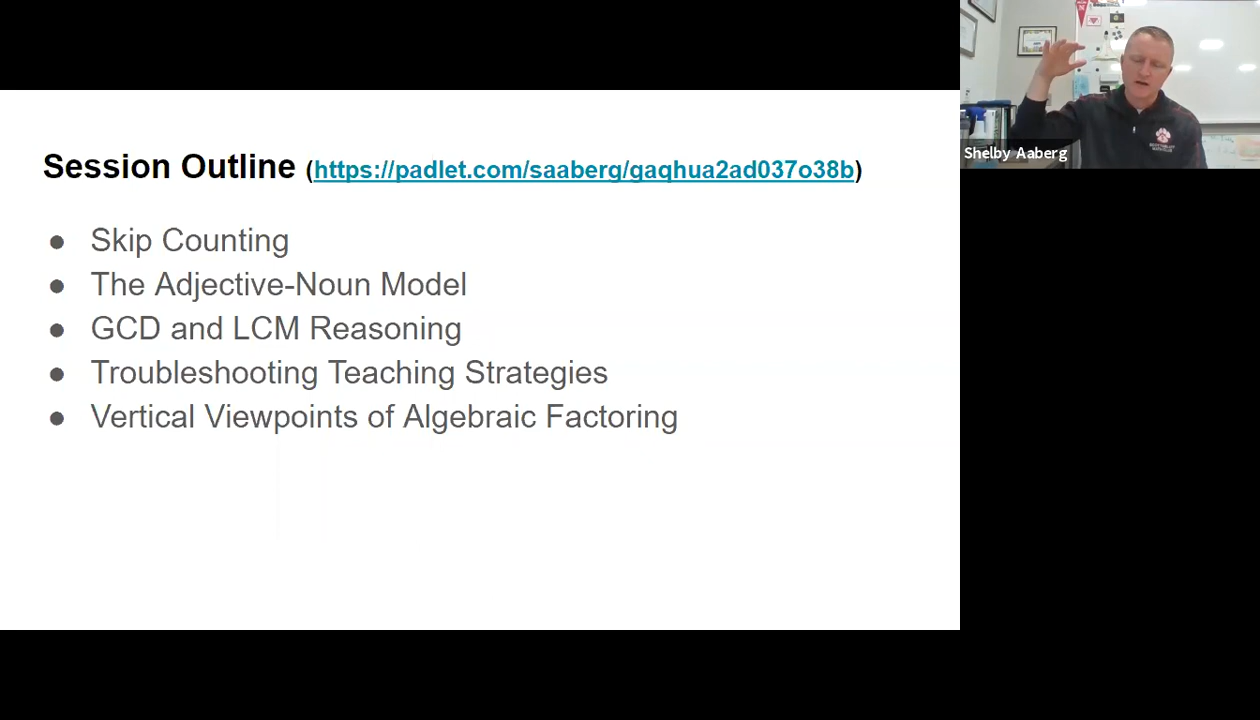 Session Outline (https://padlet.com/saaberg/gaqhua2ad037o38b)
● Skip Counting
● The Adjective-Noun Model
● GCD and LCM Reasoning
● Troubleshooting Teaching Strategies
● Vertical Viewpoints of Algebraic Factoring
Shelby Aaberg